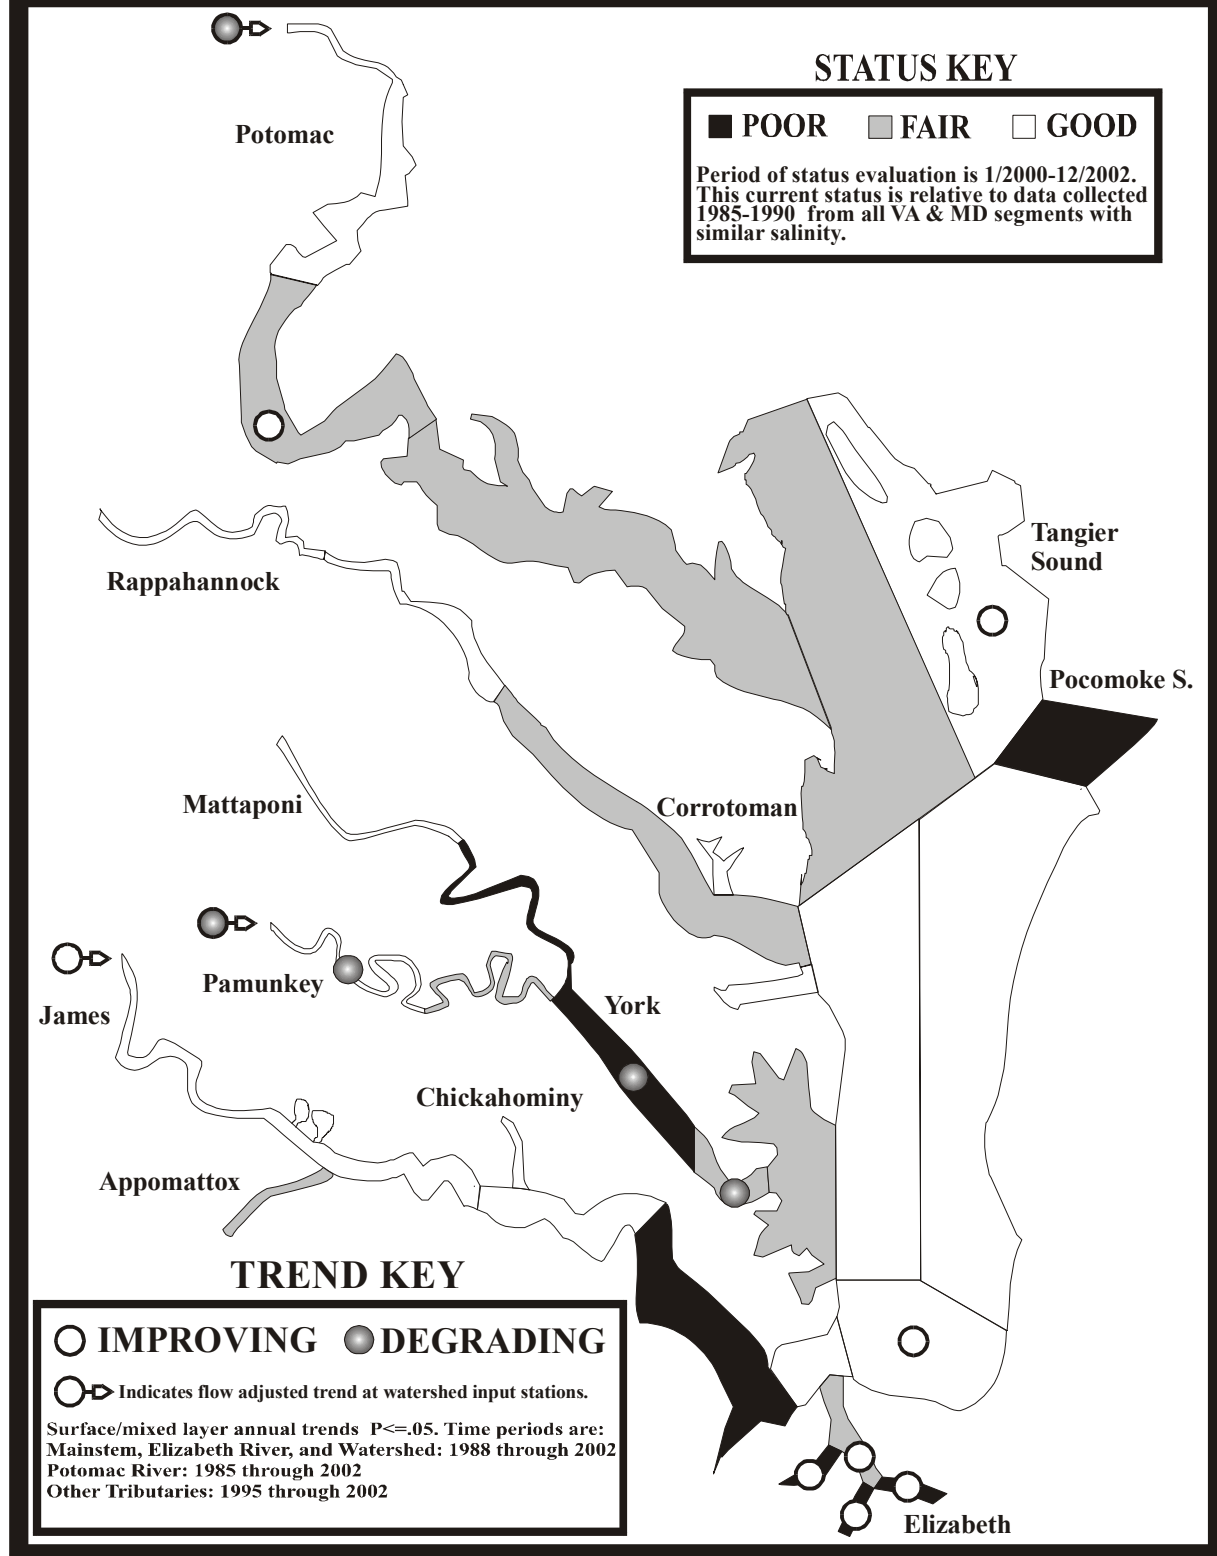 STATUS KEY
POOR FAIR GOOD
Period of status evaluation is 1/2000-12/2002.
This current status is relative to data collected
1985-1990 from all VA & MD segments with
similar salinity.
Potomac
Tangier
Sound
Rappahannock
Pocomoke S.
Mattaponi
Corrotoman
Pamunkey
York
James
Chickahominy
Appomattox
TREND KEY
IMPROVING DEGRADING
Indicates flow adjusted trend at watershed input stations.
Surface/mixed layer annual trends P<=.05. Time periods are:
Mainstem, Elizabeth River, and Watershed: 1988 through 2002
Potomac River: 1985 through 2002
Other Tributaries: 1995 through 2002
Elizabeth